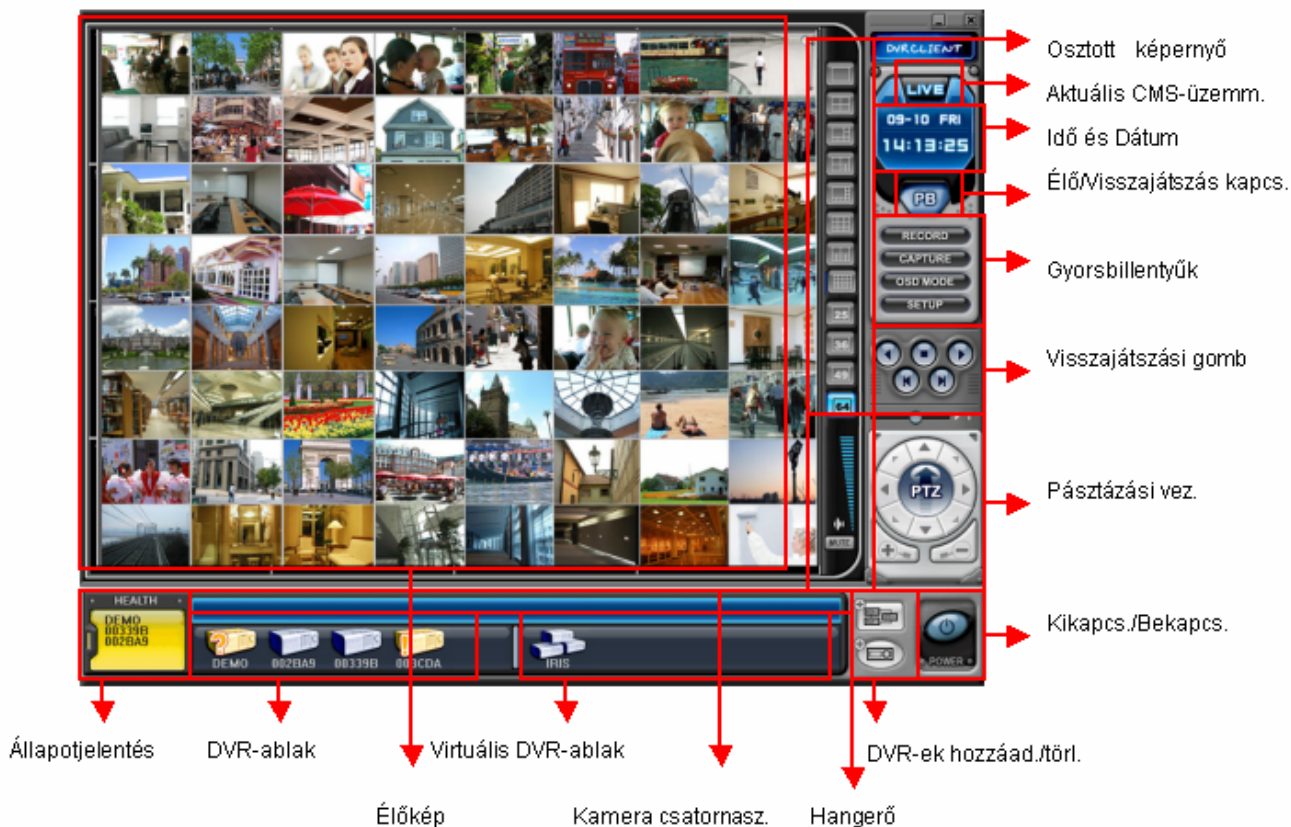 DVRCLIENT
LIVE
09-10 FRI
14:13:25
PB
RECORD
CAPTURE
OSD MODE
SETUP
25
36
49
64
PTZ
MUTE
HEALTH
DEMO
00339B
002BA9
DEMO
002BA9
00339B
003CDA
IRIS
POWER
Osztott képernyő
Aktuális CMS-üzemm.
Idő és Dátum
Élő/Visszajátszás kapcs.
Gyorsbillentyűk
Visszajátszási gomb
Pásztázási vez.
Kikapcs./Bekapcs.
Állapotjelentés
DVR-ablak
Virtuális DVR-ablak
DVR-ek hozzáad./törl.
Élőkép
Kamera csatornasz.
Hangerő